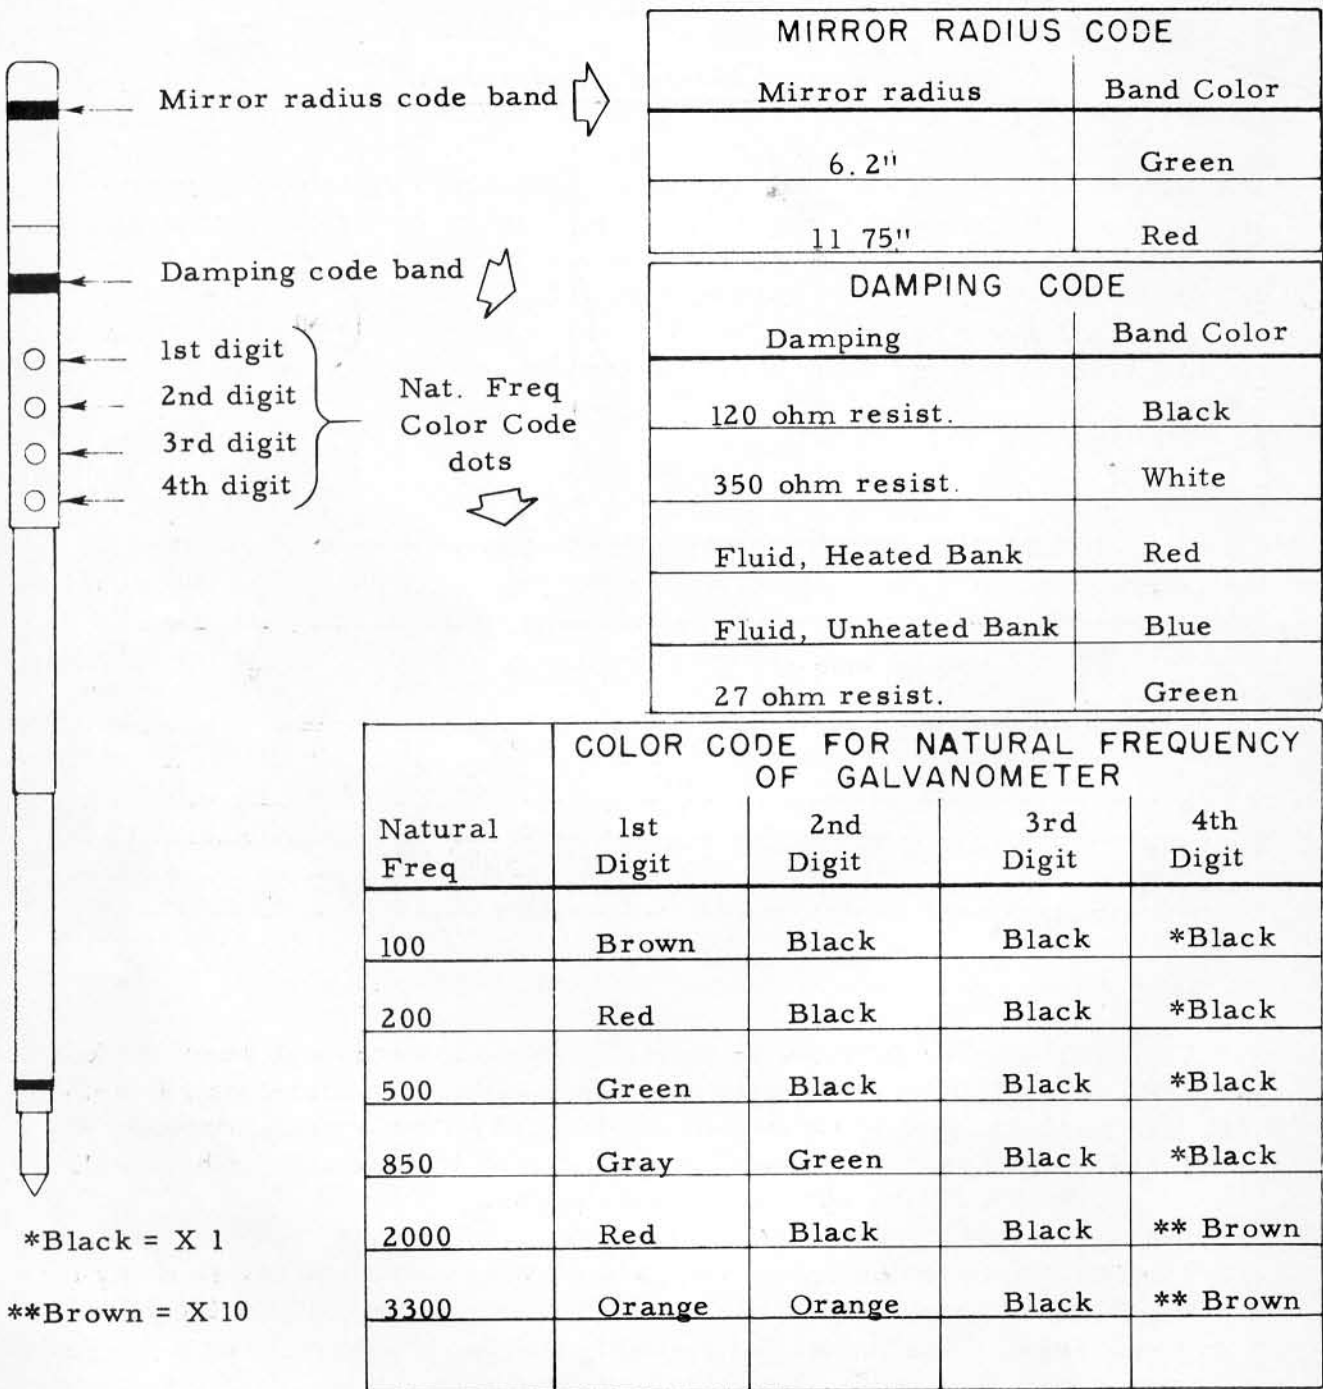 Mirror radius code band
Damping code band
1st digit
2nd digit
3rd digit
4th digit
Nat. Freq
Color Code
dots
*Black = X 1
**Brown = X 10
MIRROR RADIUS CODE
Mirror radius Band Color
6.2" Green
11 75" Red
DAMPING CODE
Damping Band Color
120 ohm resist. Black
350 ohm resist. White
Fluid, Heated Bank Red
Fluid, Unheated Bank Blue
27 ohm resist. Green
COLOR CODE FOR NATURAL FREQUENCY
OF GALVANOMETER
Natural 1st 2nd 3rd 4th
Freq Digit Digit Digit Digit
100 Brown Black Black *Black
200 Red Black Black *Black
500 Green Black Black *Black
850 Gray Green Black *Black
2000 Red Black Black ** Brown
3300 Orange Orange Black ** Brown